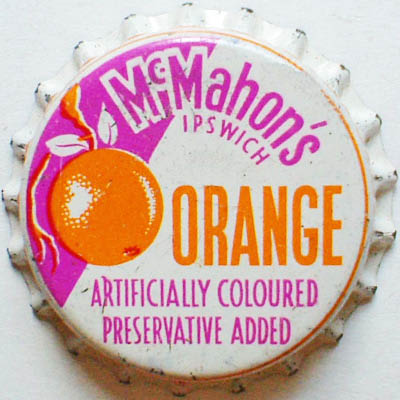 McMahon's
IPSWICH
ORANGE
ARTIFICIALLY COLOURED
PRESERVATIVE ADDED